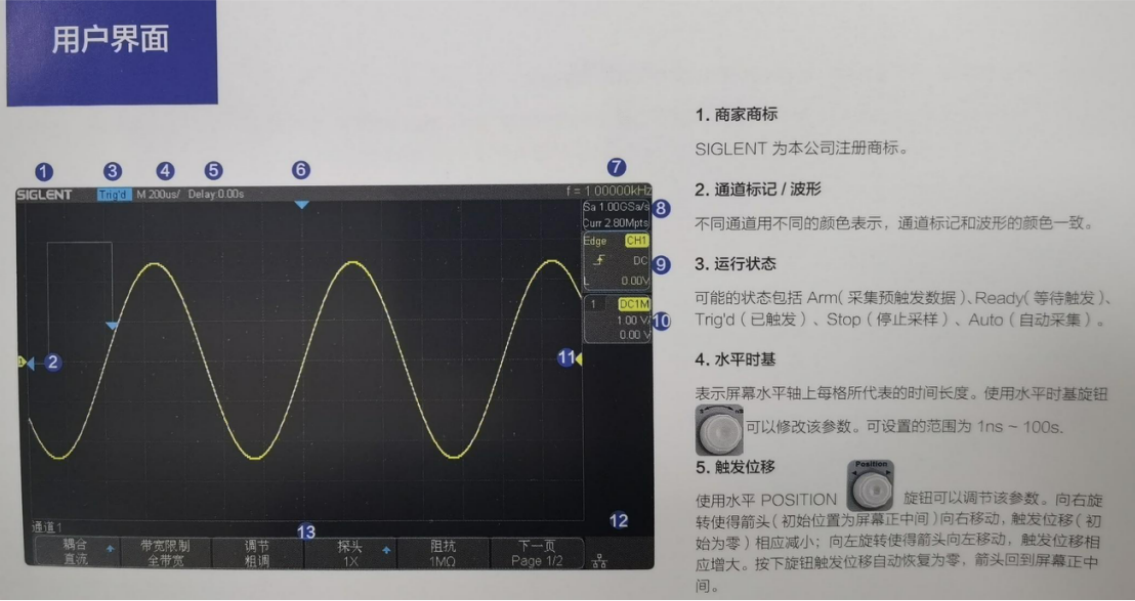 用户界面
1 3 4 5 6 7
SIGLENT Trig'd M 200us/ Delay:0.00s f = 1.00000kHz
Sa 1.00GSa/s 8
Curr 2.80Mpts
Edge CH1
DC 9
L 0.00V
1 DC1M
1.00 V/ 10
0.00 V
2 11
12
通道1
13
耦合 带宽限制 调节 探头 阻抗 下一页
直流 全带宽 粗调 1X 1MΩ Page 1/2
1. 商家商标
SIGLENT 为本公司注册商标。
2. 通道标记 / 波形
不同通道用不同的颜色表示，通道标记和波形的颜色一致。
3. 运行状态
可能的状态包括 Arm( 采集预触发数据 )、Ready( 等待触发 )、
Trig'd（已触发）、Stop（停止采样）、Auto（自动采集）。
4. 水平时基
表示屏幕水平轴上每格所代表的时间长度。使用水平时基旋钮
可以修改该参数。可设置的范围为 1ns ~ 100s.
5. 触发位移
Position
使用水平 POSITION 旋钮可以调节该参数。向右旋
转使得箭头( 初始位置为屏幕正中间 )向右移动，触发位移( 初
始为零）相应减小；向左旋转使得箭头向左移动，触发位移相
应增大。按下旋钮触发位移自动恢复为零，箭头回到屏幕正中
间。